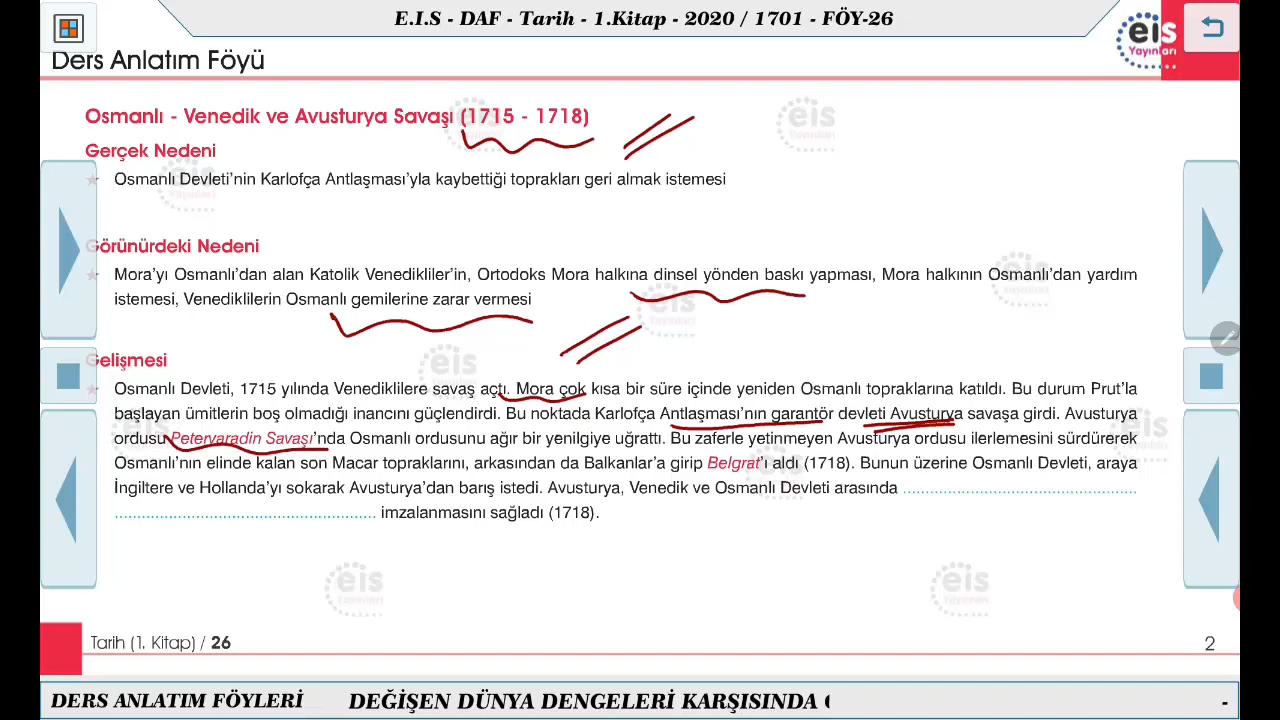 E.I.S - DAF - Tarih - 1.Kitap - 2020 / 1701 - FÖY-26
eis
Yayınları
Ders Anlatım Föyü
Osmanlı - Venedik ve Avusturya Savaşı (1715 - 1718)
Gerçek Nedeni
Osmanlı Devleti’nin Karlofça Antlaşması’yla kaybettiği toprakları geri almak istemesi
Görünürdeki Nedeni
Mora’yı Osmanlı’dan alan Katolik Venedikliler’in, Ortodoks Mora halkına dinsel yönden baskı yapması, Mora halkının Osmanlı’dan yardım
istemesi, Venediklilerin Osmanlı gemilerine zarar vermesi
Gelişmesi
Osmanlı Devleti, 1715 yılında Venediklilere savaş açtı. Mora çok kısa bir süre içinde yeniden Osmanlı topraklarına katıldı. Bu durum Prut’la
başlayan ümitlerin boş olmadığı inancını güçlendirdi. Bu noktada Karlofça Antlaşması’nın garantör devleti Avusturya savaşa girdi. Avusturya
ordusu Petervaradin Savaşı’nda Osmanlı ordusunu ağır bir yenilgiye uğrattı. Bu zaferle yetinmeyen Avusturya ordusu ilerlemesini sürdürerek
Osmanlı’nın elinde kalan son Macar topraklarını, arkasından da Balkanlar’a girip Belgrat’ı aldı (1718). Bunun üzerine Osmanlı Devleti, araya
İngiltere ve Hollanda’yı sokarak Avusturya’dan barış istedi. Avusturya, Venedik ve Osmanlı Devleti arasında ....................
.................... imzalanmasını sağladı (1718).
Tarih (1. Kitap) / 26
2
DERS ANLATIM FÖYLERİ DEĞİŞEN DÜNYA DENGELERİ KARŞISINDA -